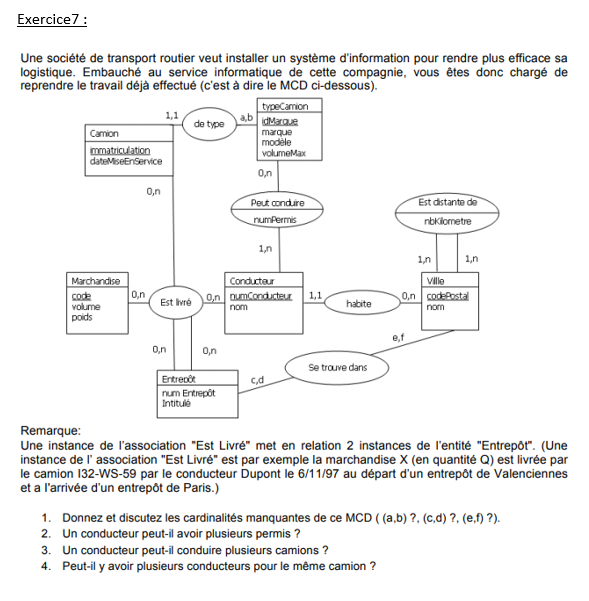 Exercice7 :
Une société de transport routier veut installer un système d'information pour rendre plus efficace sa
logistique. Embauché au service informatique de cette compagnie, vous êtes donc chargé de
reprendre le travail déjà effectué (c'est à dire le MCD ci-dessous).
typeCamion
idMarque
marque
modèle
volumeMax
1,1
de type
a,b
Camion
immatriculation
dateMiseEnService
0,n
0,n
Peut conduire
numPermis
Est distante de
nbKilometre
1,n
1,n
1,n
Marchandise
code
volume
poids
0,n
Est livré
0,n
Conducteur
numConducteur
nom
1,1
habite
0,n
Ville
codePostal
nom
0,n
0,n
e,f
Se trouve dans
c,d
Entrepôt
num Entrepôt
Intitulé
Remarque:
Une instance de l'association "Est Livré" met en relation 2 instances de l'entité "Entrepôt". (Une
instance de l' association "Est Livré" est par exemple la marchandise X (en quantité Q) est livrée par
le camion I32-WS-59 par le conducteur Dupont le 6/11/97 au départ d'un entrepôt de Valenciennes
et a l'arrivée d'un entrepôt de Paris.)
1. Donnez et discutez les cardinalités manquantes de ce MCD ( (a,b) ?, (c,d) ?, (e,f) ?).
2. Un conducteur peut-il avoir plusieurs permis ?
3. Un conducteur peut-il conduire plusieurs camions ?
4. Peut-il y avoir plusieurs conducteurs pour le même camion ?